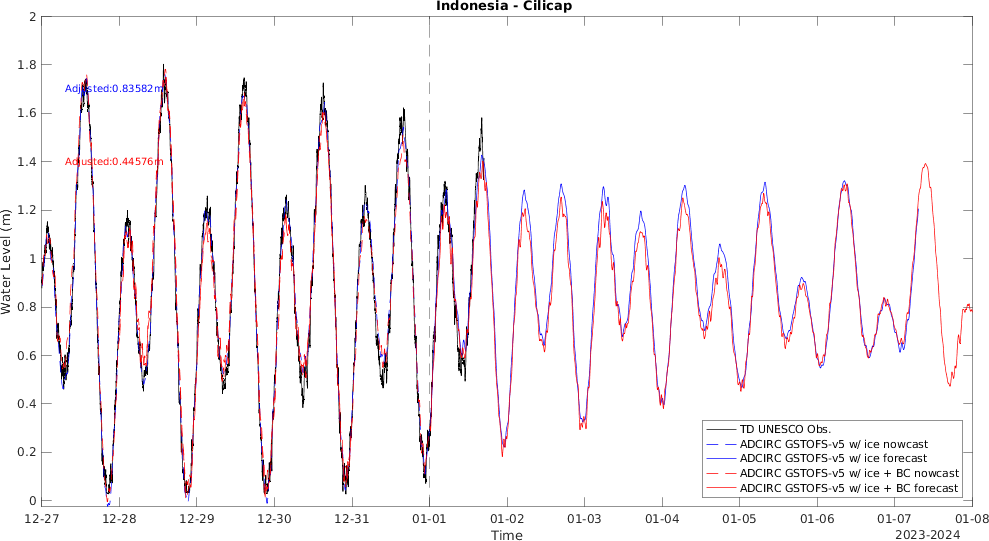 Indonesia - Cilicap
2
1.8
1.6
1.4
1.2
1
0.8
0.6
0.4
0.2
0
Water Level (m)
Adjusted:0.83582m
Adjusted:0.44576m
TD UNESCO Obs.
ADCIRC GSTOFS-v5 w/ ice nowcast
ADCIRC GSTOFS-v5 w/ ice forecast
ADCIRC GSTOFS-v5 w/ ice + BC nowcast
ADCIRC GSTOFS-v5 w/ ice + BC forecast
12-27 12-28 12-29 12-30 12-31 01-01 01-02 01-03 01-04 01-05 01-06 01-07 01-08
Time
2023-2024